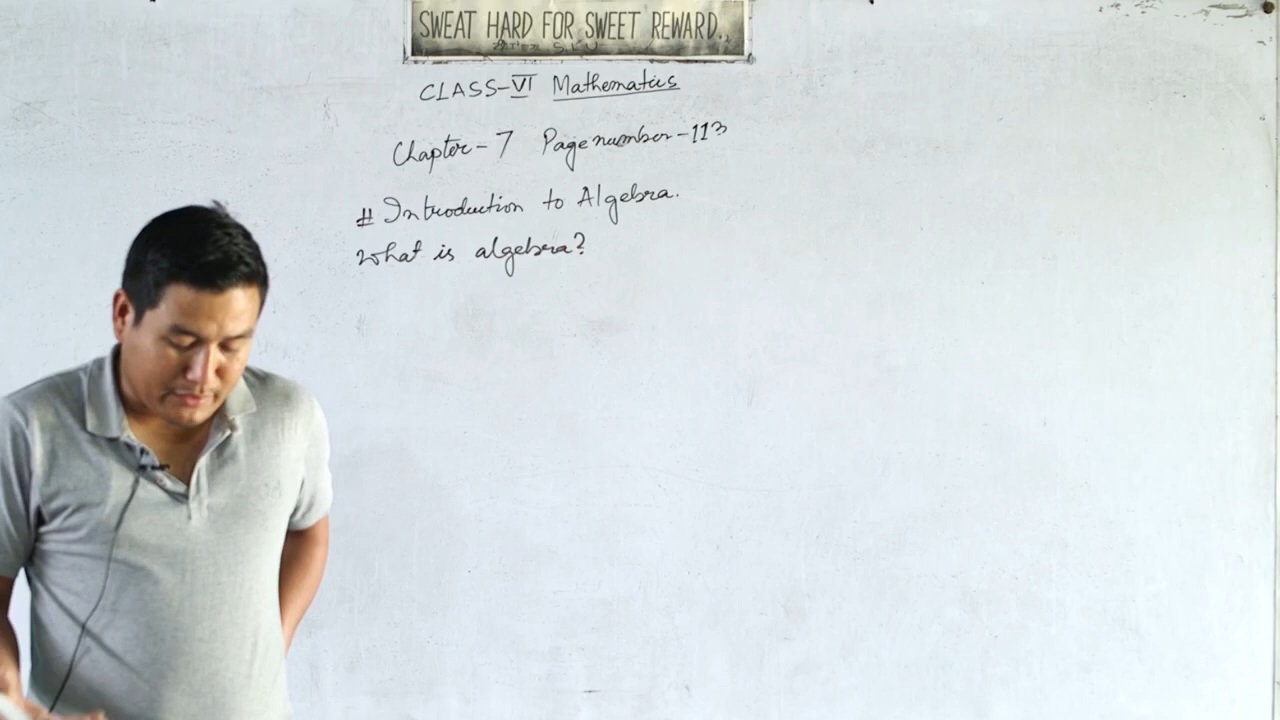 SWEAT HARD FOR SWEET REWARD.
CLASS-VI Mathematics
Chapter-7 Page number-113
# Introduction to Algebra.
What is algebra?